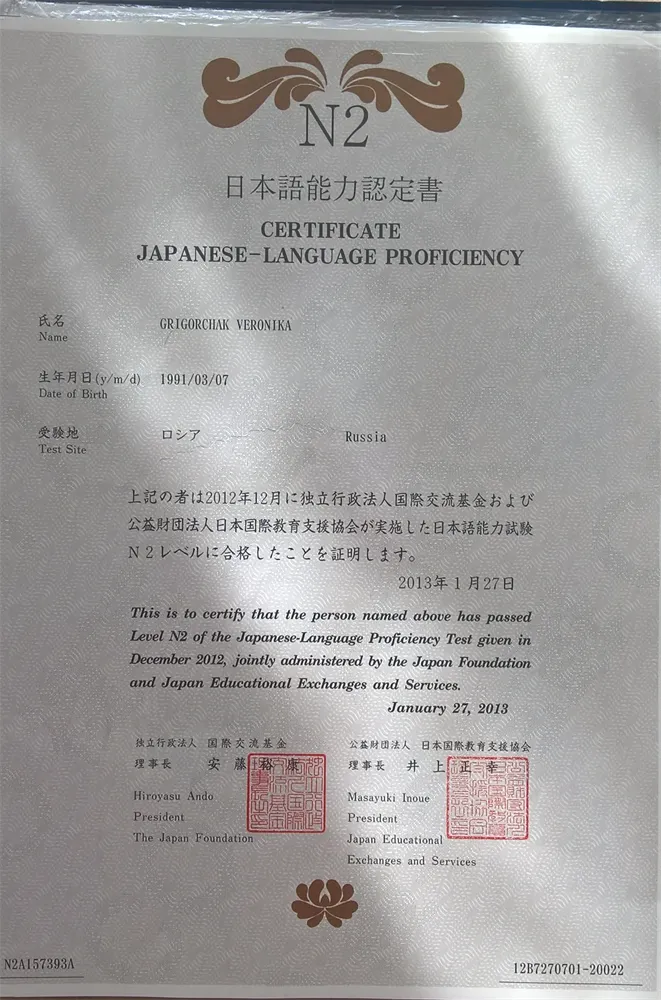 N2
日本語能力認定書
CERTIFICATE
JAPANESE-LANGUAGE PROFICIENCY
氏名 GRIGORCHAK VERONIKA
Name
生年月日(y/m/d) 1991/03/07
Date of Birth
受験地 ロシア Russia
Test Site
上記の者は2012年12月に独立行政法人国際交流基金および
公益財団法人日本国際教育支援協会が実施した日本語能力試験
N2レベルに合格したことを証明します。
2013年1月27日
This is to certify that the person named above has passed
Level N2 of the Japanese-Language Proficiency Test given in
December 2012, jointly administered by the Japan Foundation
and Japan Educational Exchanges and Services.
January 27, 2013
独立行政法人 国際交流基金
理事長 安藤裕康
Hiroyasu Ando
President
The Japan Foundation
公益財団法人 日本国際教育支援協会
理事長 井上正幸
Masayuki Inoue
President
Japan Educational
Exchanges and Services
N2A157393A
12B7270701-20022